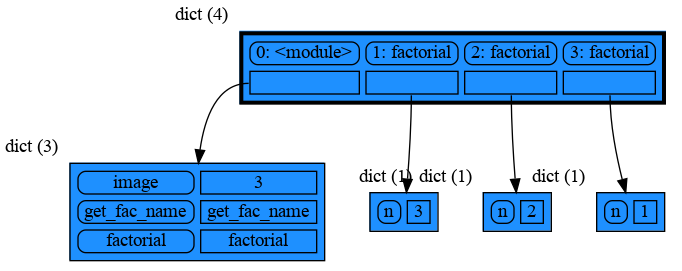 dict (4)
0: <module> 1: factorial 2: factorial 3: factorial
dict (3)
dict (1) dict (1) dict (1)
image 3
get_fac_name get_fac_name
factorial factorial
n 3 n 2 n 1